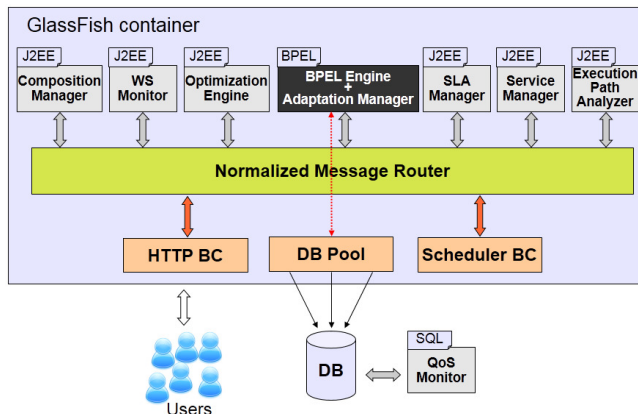 GlassFish container
J2EE
J2EE
J2EE
BPEL
J2EE
J2EE
J2EE
Composition
Manager
WS
Monitor
Optimization
Engine
BPEL Engine
+
Adaptation Manager
SLA
Manager
Service
Manager
Execution
Path
Analyzer
Normalized Message Router
HTTP BC
DB Pool
Scheduler BC
Users
DB
SQL
QoS
Monitor